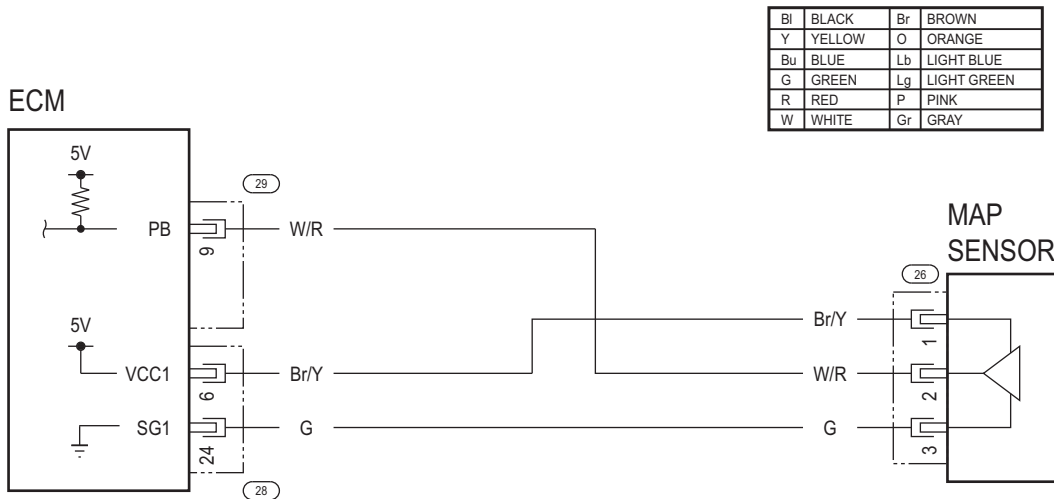 Bl BLACK Br BROWN
Y YELLOW O ORANGE
Bu BLUE Lb LIGHT BLUE
G GREEN Lg LIGHT GREEN
R RED P PINK
W WHITE Gr GRAY
ECM
5V
29
PB
9
W/R
MAP
SENSOR
26
5V
Br/Y
1
VCC1
6
Br/Y
W/R
2
SG1
24
G
G
3
28